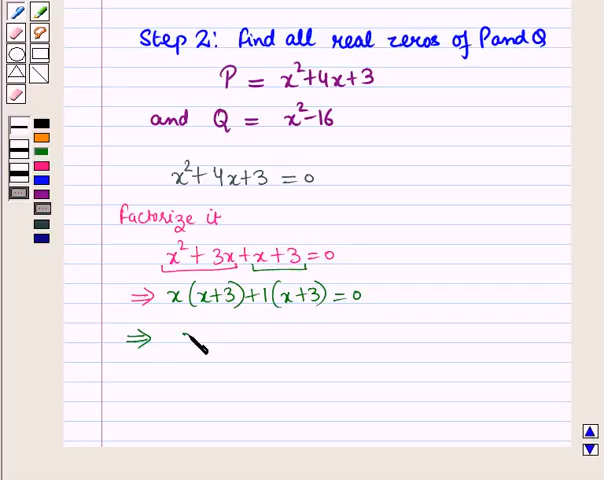 Step 2: Find all real zeros of P and Q
P = x²+4x+3
and Q = x²-16
x²+4x+3 = 0
Factorize it
x²+3x+x+3=0
⇒ x(x+3)+1(x+3)=0
⇒